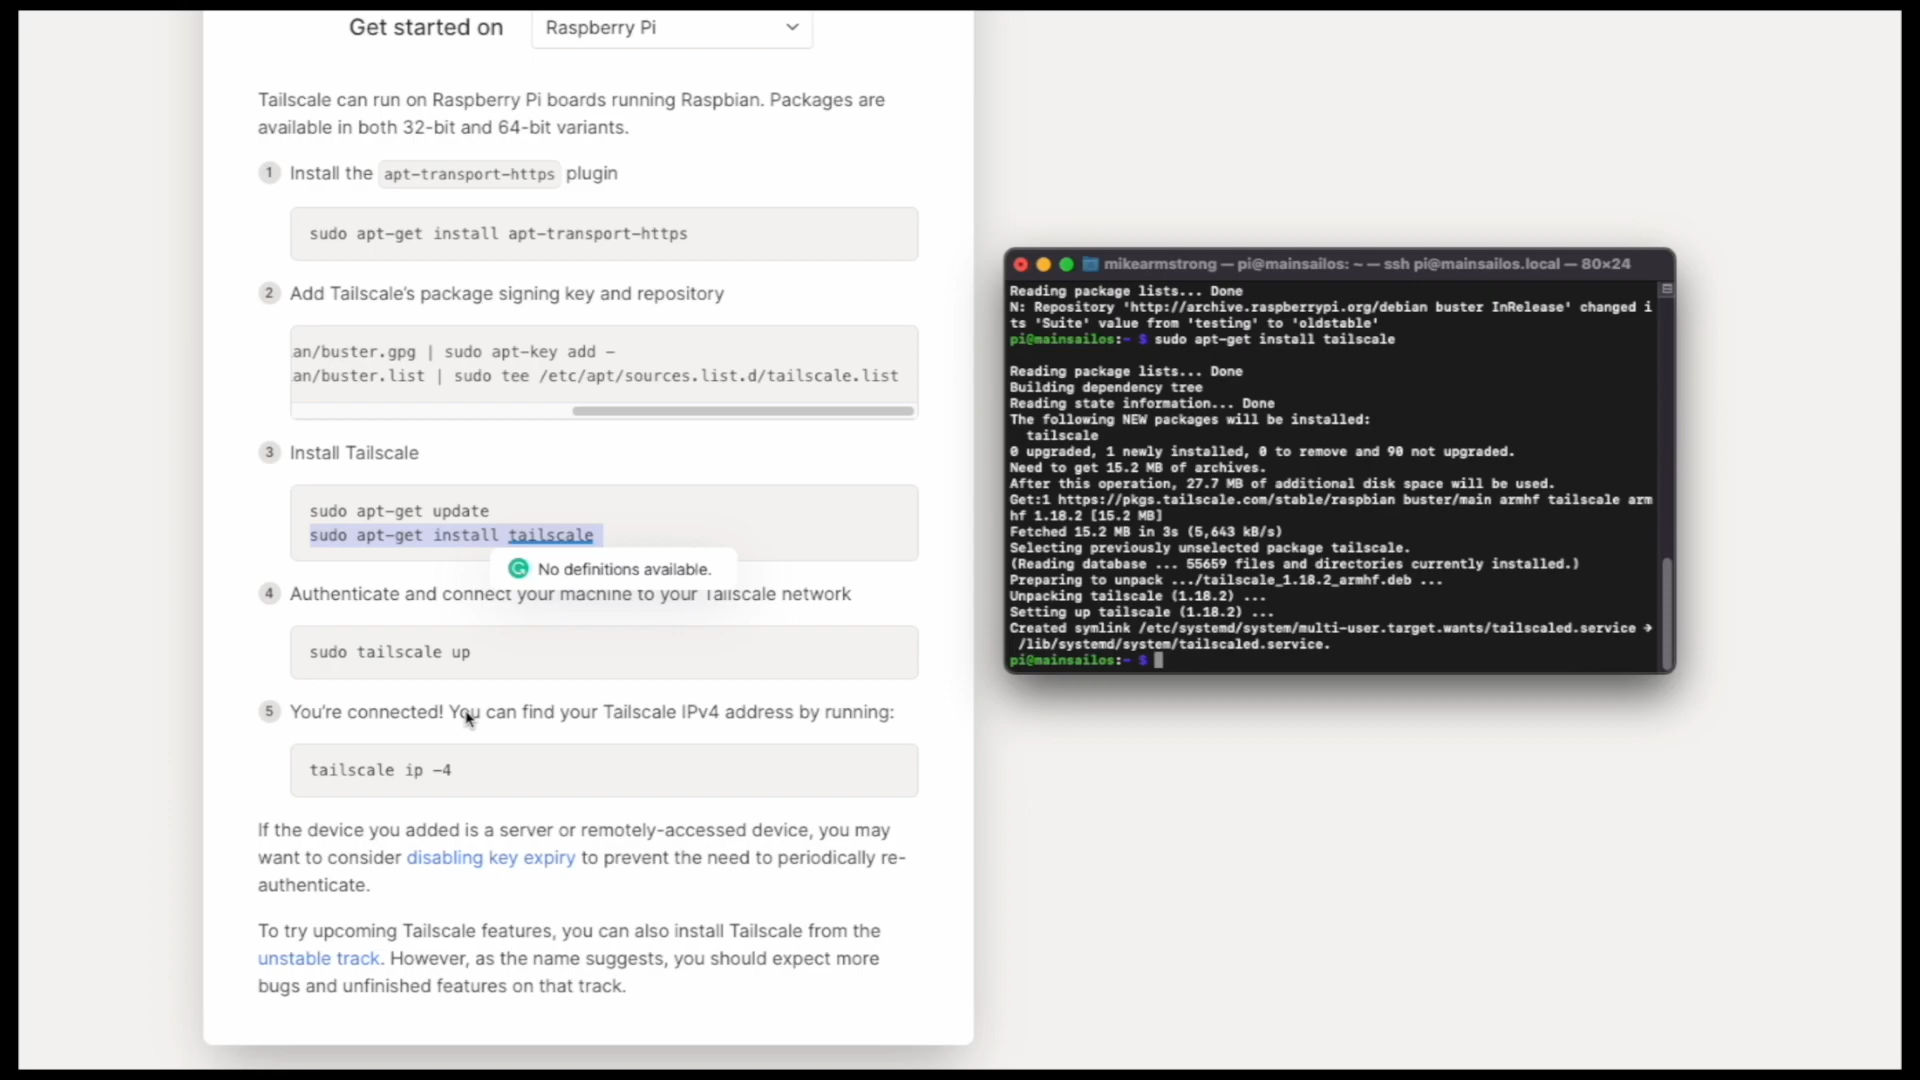 Get started on
Raspberry Pi
Tailscale can run on Raspberry Pi boards running Raspbian. Packages are
available in both 32-bit and 64-bit variants.
1 Install the apt-transport-https plugin
sudo apt-get install apt-transport-https
2 Add Tailscale's package signing key and repository
an/buster.gpg | sudo apt-key add -
an/buster.list | sudo tee /etc/apt/sources.list.d/tailscale.list
3 Install Tailscale
sudo apt-get update
sudo apt-get install tailscale
G No definitions available.
4 Authenticate and connect your machine to your Tailscale network
sudo tailscale up
5 You're connected! You can find your Tailscale IPv4 address by running:
tailscale ip -4
If the device you added is a server or remotely-accessed device, you may
want to consider disabling key expiry to prevent the need to periodically re-
authenticate.
To try upcoming Tailscale features, you can also install Tailscale from the
unstable track. However, as the name suggests, you should expect more
bugs and unfinished features on that track.
mikearmstrong — pi@mainsailos: ~ — ssh pi@mainsailos.local — 80×24
Reading package lists... Done
N: Repository 'http://archive.raspberrypi.org/debian buster InRelease' changed i
ts 'Suite' value from 'testing' to 'oldstable'
pi@mainsailos:~ $ sudo apt-get install tailscale
Reading package lists... Done
Building dependency tree
Reading state information... Done
The following NEW packages will be installed:
tailscale
0 upgraded, 1 newly installed, 0 to remove and 90 not upgraded.
Need to get 15.2 MB of archives.
After this operation, 27.7 MB of additional disk space will be used.
Get:1 https://pkgs.tailscale.com/stable/raspbian buster/main armhf tailscale arm
hf 1.18.2 [15.2 MB]
Fetched 15.2 MB in 3s (5,643 kB/s)
Selecting previously unselected package tailscale.
(Reading database ... 55659 files and directories currently installed.)
Preparing to unpack .../tailscale_1.18.2_armhf.deb ...
Unpacking tailscale (1.18.2) ...
Setting up tailscale (1.18.2) ...
Created symlink /etc/systemd/system/multi-user.target.wants/tailscaled.service →
/lib/systemd/system/tailscaled.service.
pi@mainsailos:~ $